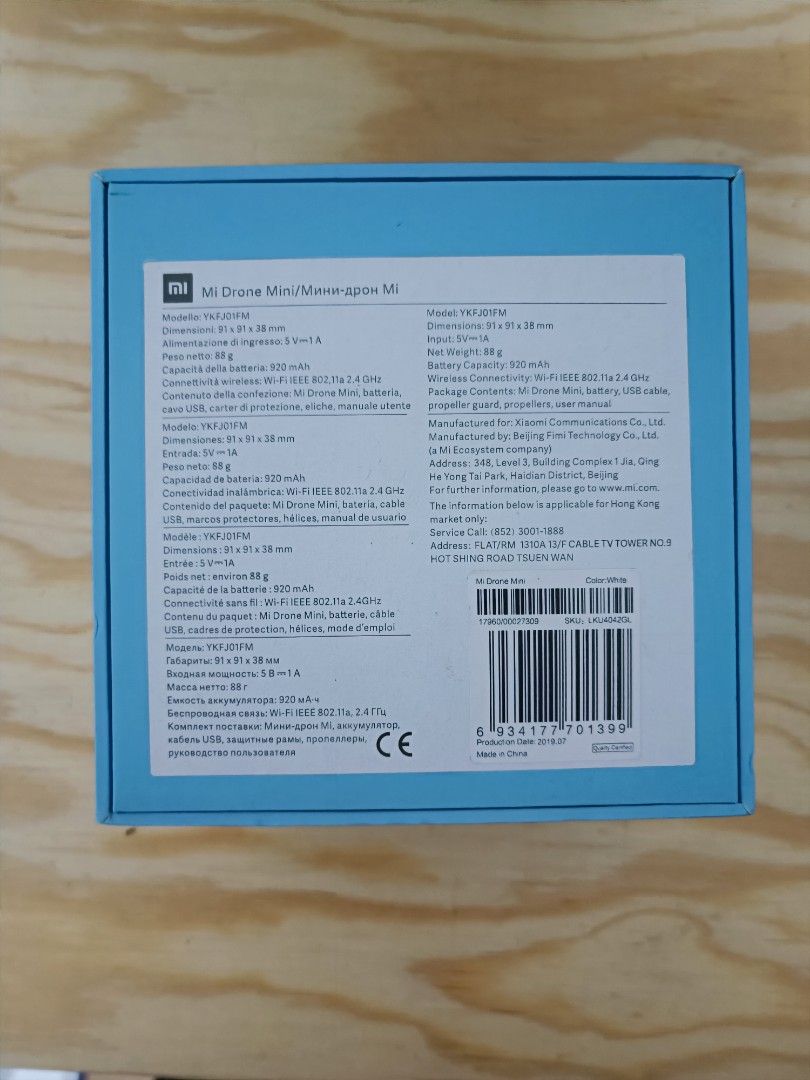 mi Mi Drone Mini/Мини-дрон Mi
Modello: YKFJ01FM
Dimensioni: 91 x 91 x 38 mm
Alimentazione di ingresso: 5 V⎓1 A
Peso netto: 88 g
Capacità della batteria: 920 mAh
Connettività wireless: Wi-Fi IEEE 802.11a 2.4 GHz
Contenuto della confezione: Mi Drone Mini, batteria,
cavo USB, carter di protezione, eliche, manuale utente
Modelo: YKFJ01FM
Dimensiones: 91 x 91 x 38 mm
Entrada: 5V⎓1A
Peso neto: 88 g
Capacidad de batería: 920 mAh
Conectividad inalámbrica: Wi-Fi IEEE 802.11a 2.4 GHz
Contenido del paquete: Mi Drone Mini, batería, cable
USB, marcos protectores, hélices, manual de usuario
Modèle : YKFJ01FM
Dimensions : 91 x 91 x 38 mm
Entrée : 5 V⎓1A
Poids net : environ 88 g
Capacité de la batterie : 920 mAh
Connectivité sans fil : Wi-Fi IEEE 802.11a 2.4GHz
Contenu du paquet : Mi Drone Mini, batterie, câble
USB, cadres de protection, hélices, mode d'emploi
Модель: YKFJ01FM
Габариты: 91 x 91 x 38 мм
Входная мощность: 5 В⎓1 А
Масса нетто: 88 г
Емкость аккумулятора: 920 мА·ч
Беспроводная связь: Wi-Fi IEEE 802.11a, 2.4 ГГц
Комплект поставки: Мини-дрон Mi, аккумулятор,
кабель USB, защитные рамы, пропеллеры,
руководство пользователя
CE
Model: YKFJ01FM
Dimensions: 91 x 91 x 38 mm
Input: 5V⎓1A
Net Weight: 88 g
Battery Capacity: 920 mAh
Wireless Connectivity: Wi-Fi IEEE 802.11a 2.4 GHz
Package Contents: Mi Drone Mini, battery, USB cable,
propeller guard, propellers, user manual
Manufactured for: Xiaomi Communications Co., Ltd.
Manufactured by: Beijing Fimi Technology Co., Ltd.
(a Mi Ecosystem company)
Address: 348, Level 3, Building Complex 1 Jia, Qing
He Yong Tai Park, Haidian District, Beijing
For further information, please go to www.mi.com.
The information below is applicable for Hong Kong
market only:
Service Call: (852) 3001-1888
Address: FLAT/RM 1310A 13/F CABLE TV TOWER NO.9
HOT SHING ROAD TSUEN WAN
Mi Drone Mini Color:White
17960/00027309 SKU: LKU4042GL
6 934177 701399
Production Date: 2019.07
Made in China
Quality Certified